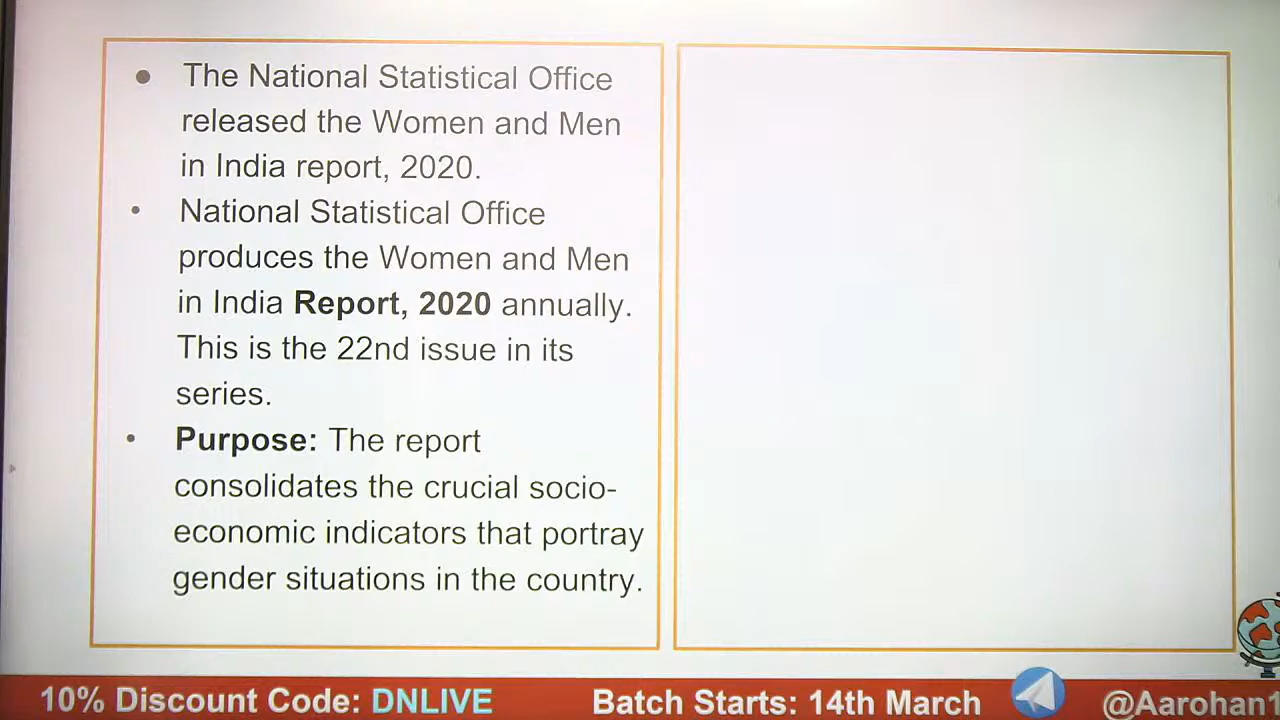 ● The National Statistical Office
released the Women and Men
in India report, 2020.
• National Statistical Office
produces the Women and Men
in India Report, 2020 annually.
This is the 22nd issue in its
series.
• Purpose: The report
consolidates the crucial socio-
economic indicators that portray
gender situations in the country.
10% Discount Code: DNLIVE
Batch Starts: 14th March
@Aarohan1